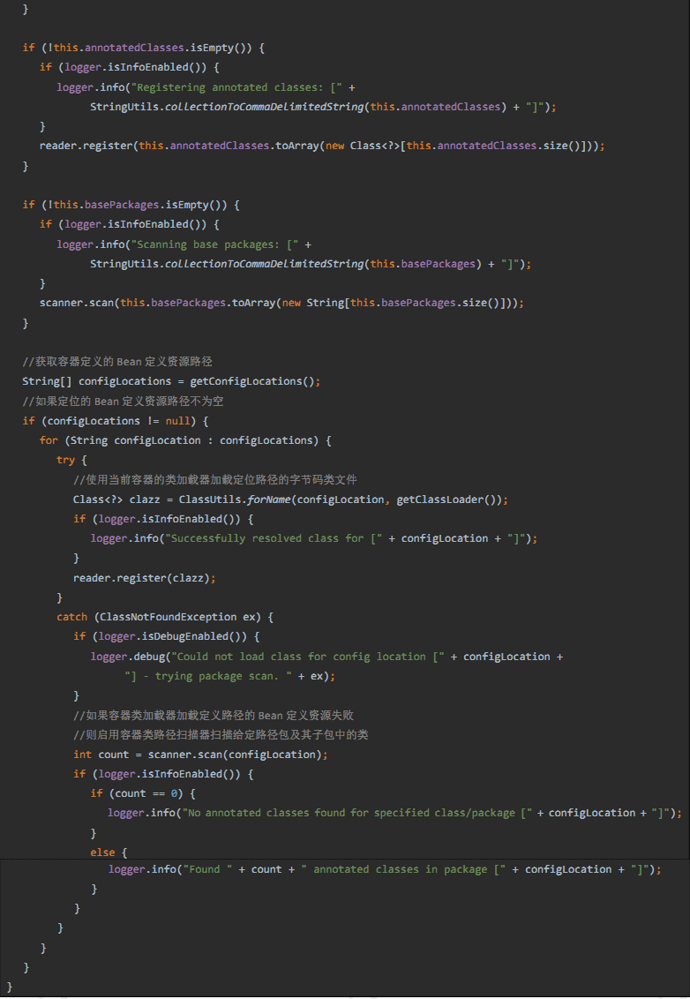 }
if (!this.annotatedClasses.isEmpty()) {
if (logger.isInfoEnabled()) {
logger.info("Registering annotated classes: [" +
StringUtils.collectionToCommaDelimitedString(this.annotatedClasses) + "]");
}
reader.register(this.annotatedClasses.toArray(new Class<?>[this.annotatedClasses.size()]));
}
if (!this.basePackages.isEmpty()) {
if (logger.isInfoEnabled()) {
logger.info("Scanning base packages: [" +
StringUtils.collectionToCommaDelimitedString(this.basePackages) + "]");
}
scanner.scan(this.basePackages.toArray(new String[this.basePackages.size()]));
}
//获取容器定义的 Bean 定义资源路径
String[] configLocations = getConfigLocations();
//如果定位的 Bean 定义资源路径不为空
if (configLocations != null) {
for (String configLocation : configLocations) {
try {
//使用当前容器的类加载器加载定位路径的字节码类文件
Class<?> clazz = ClassUtils.forName(configLocation, getClassLoader());
if (logger.isInfoEnabled()) {
logger.info("Successfully resolved class for [" + configLocation + "]");
}
reader.register(clazz);
}
catch (ClassNotFoundException ex) {
if (logger.isDebugEnabled()) {
logger.debug("Could not load class for config location [" + configLocation +
"] - trying package scan. " + ex);
}
//如果容器类加载器加载定义路径的 Bean 定义资源失败
//则启用容器类路径扫描器扫描给定路径包及其子包中的类
int count = scanner.scan(configLocation);
if (logger.isInfoEnabled()) {
if (count == 0) {
logger.info("No annotated classes found for specified class/package [" + configLocation + "]");
}
else {
logger.info("Found " + count + " annotated classes in package [" + configLocation + "]");
}
}
}
}
}
}